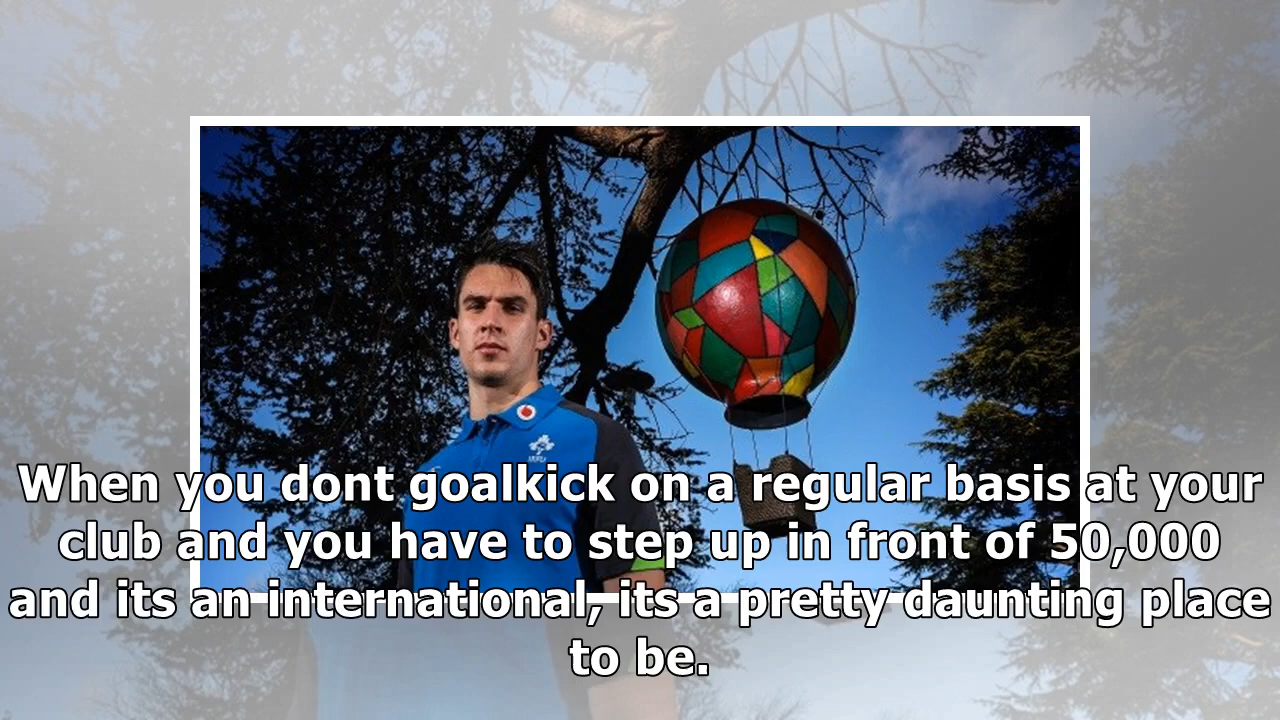 When you dont goalkick on a regular basis at your
club and you have to step up in front of 50,000
and its an international, its a pretty daunting place
to be.